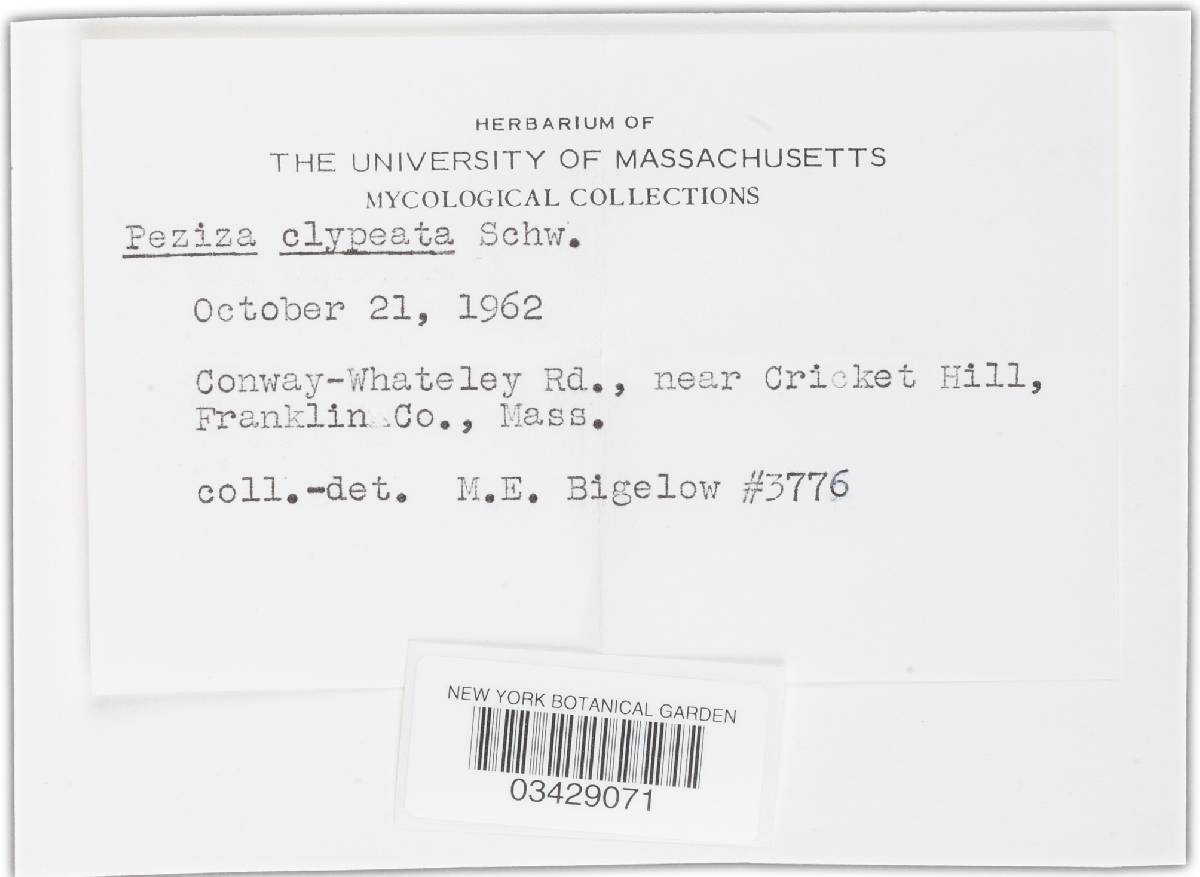 HERBARIUM OF
THE UNIVERSITY OF MASSACHUSETTS
MYCOLOGICAL COLLECTIONS
Peziza clypeata Schw.
October 21, 1962
Conway-Whateley Rd., near Cricket Hill,
Franklin Co., Mass.
coll.-det. M.E. Bigelow #3776
NEW YORK BOTANICAL GARDEN
03429071